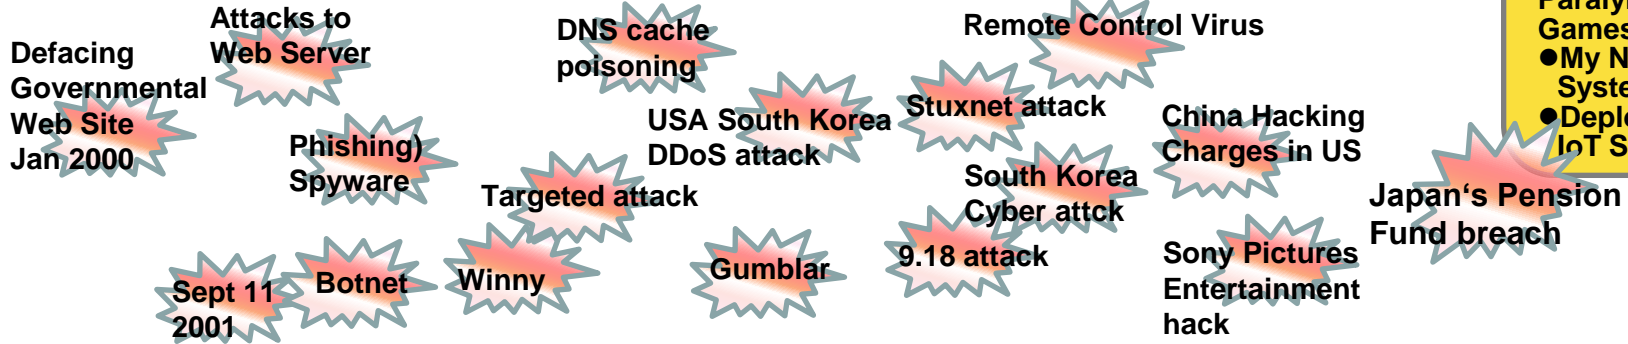 Defacing
Governmental
Web Site
Jan 2000
Attacks to
Web Server
Phishing)
Spyware
Sept 11
2001
Botnet
Winny
Targeted attack
DNS cache
poisoning
USA South Korea
DDoS attack
Gumblar
Stuxnet attack
Remote Control Virus
South Korea
Cyber attck
9.18 attack
China Hacking
Charges in US
Sony Pictures
Entertainment
hack
Japan‘s Pension
Fund breach
Games
●My N
Syste
●Deplo
IoT S